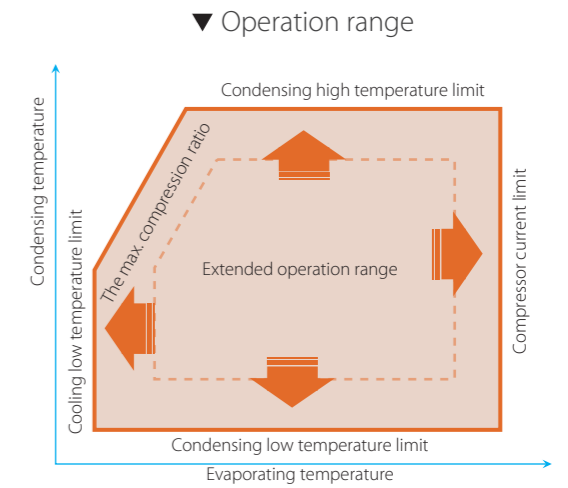 ▼ Operation range
Condensing high temperature limit
Condensing temperature
The max. compression ratio
Cooling low temperature limit
Extended operation range
Compressor current limit
Condensing low temperature limit
Evaporating temperature